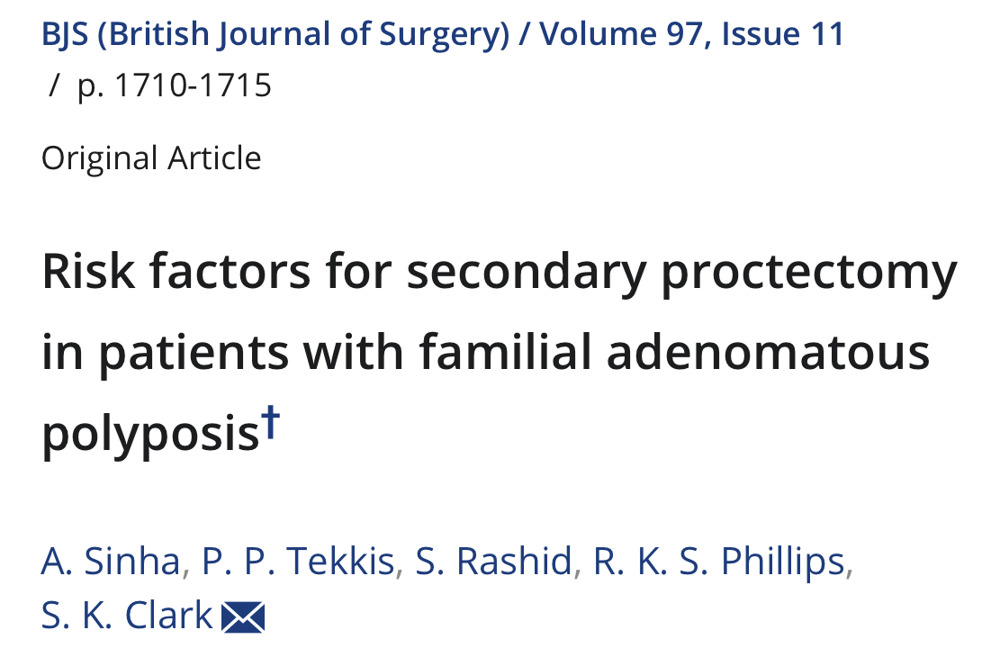 BJS (British Journal of Surgery) / Volume 97, Issue 11
/ p. 1710-1715
Original Article
Risk factors for secondary proctectomy
in patients with familial adenomatous
polyposis†
A. Sinha, P. P. Tekkis, S. Rashid, R. K. S. Phillips,
S. K. Clark